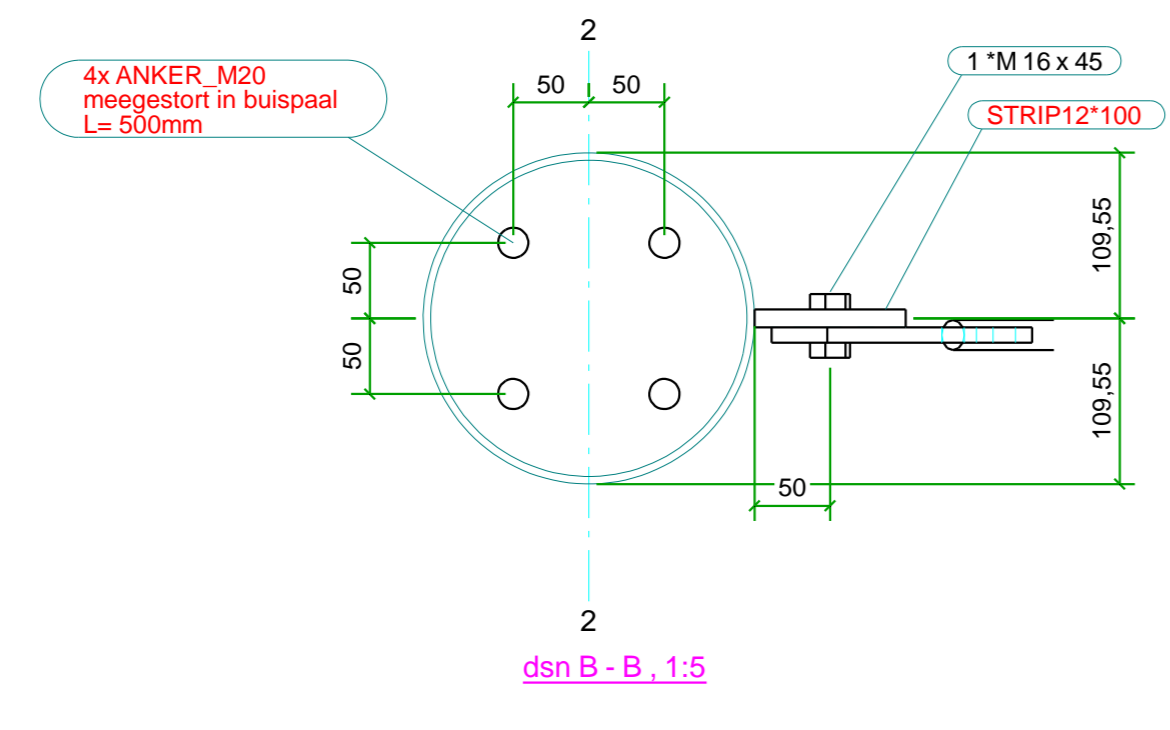 2
4x ANKER_M20
meegestort in buispaal
L= 500mm
1 *M 16 x 45
STRIP12*100
50
50
50
50
109,55
109,55
50
2
dsn B - B , 1:5